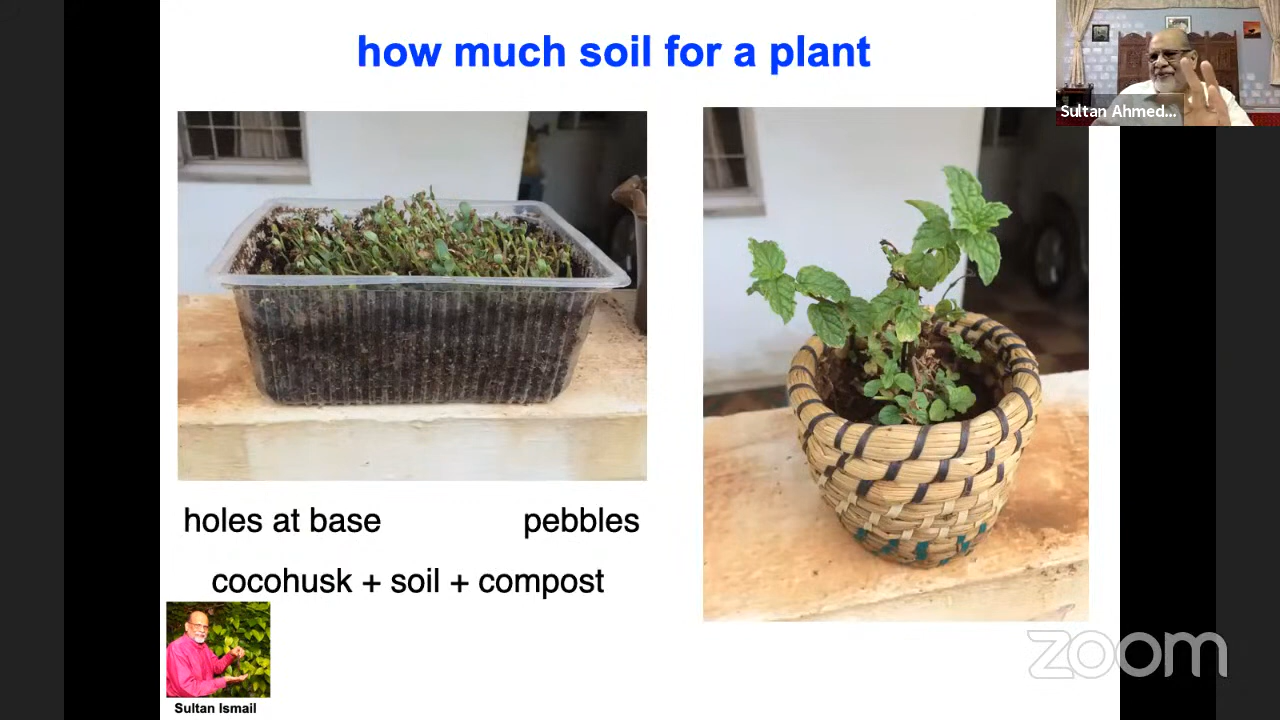 how much soil for a plant
Sultan Ahmed...
holes at base
pebbles
cocohusk + soil + compost
Sultan Ismail
zoom